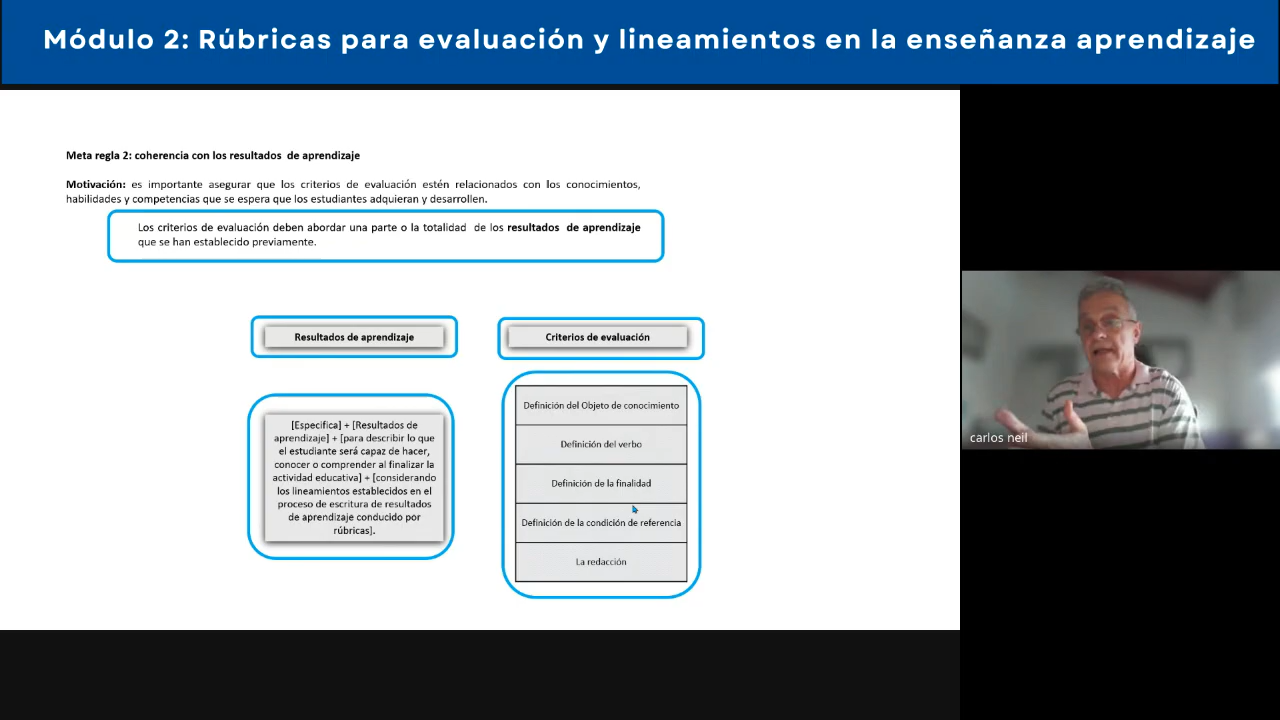 Módulo 2: Rúbricas para evaluación y lineamientos en la enseñanza aprendizaje
Meta regla 2: coherencia con los resultados de aprendizaje
Motivación: es importante asegurar que los criterios de evaluación estén relacionados con los conocimientos,
habilidades y competencias que se espera que los estudiantes adquieran y desarrollen.
Los criterios de evaluación deben abordar una parte o la totalidad de los resultados de aprendizaje
que se han establecido previamente.
Resultados de aprendizaje
[Especifica] + [Resultados de
aprendizaje] + [para describir lo que
el estudiante será capaz de hacer,
conocer o comprender al finalizar la
actividad educativa] + [considerando
los lineamientos establecidos en el
proceso de escritura de resultados
de aprendizaje conducido por
rúbricas].
Criterios de evaluación
Definición del Objeto de conocimiento
Definición del verbo
Definición de la finalidad
Definición de la condición de referencia
La redacción
carlos neil